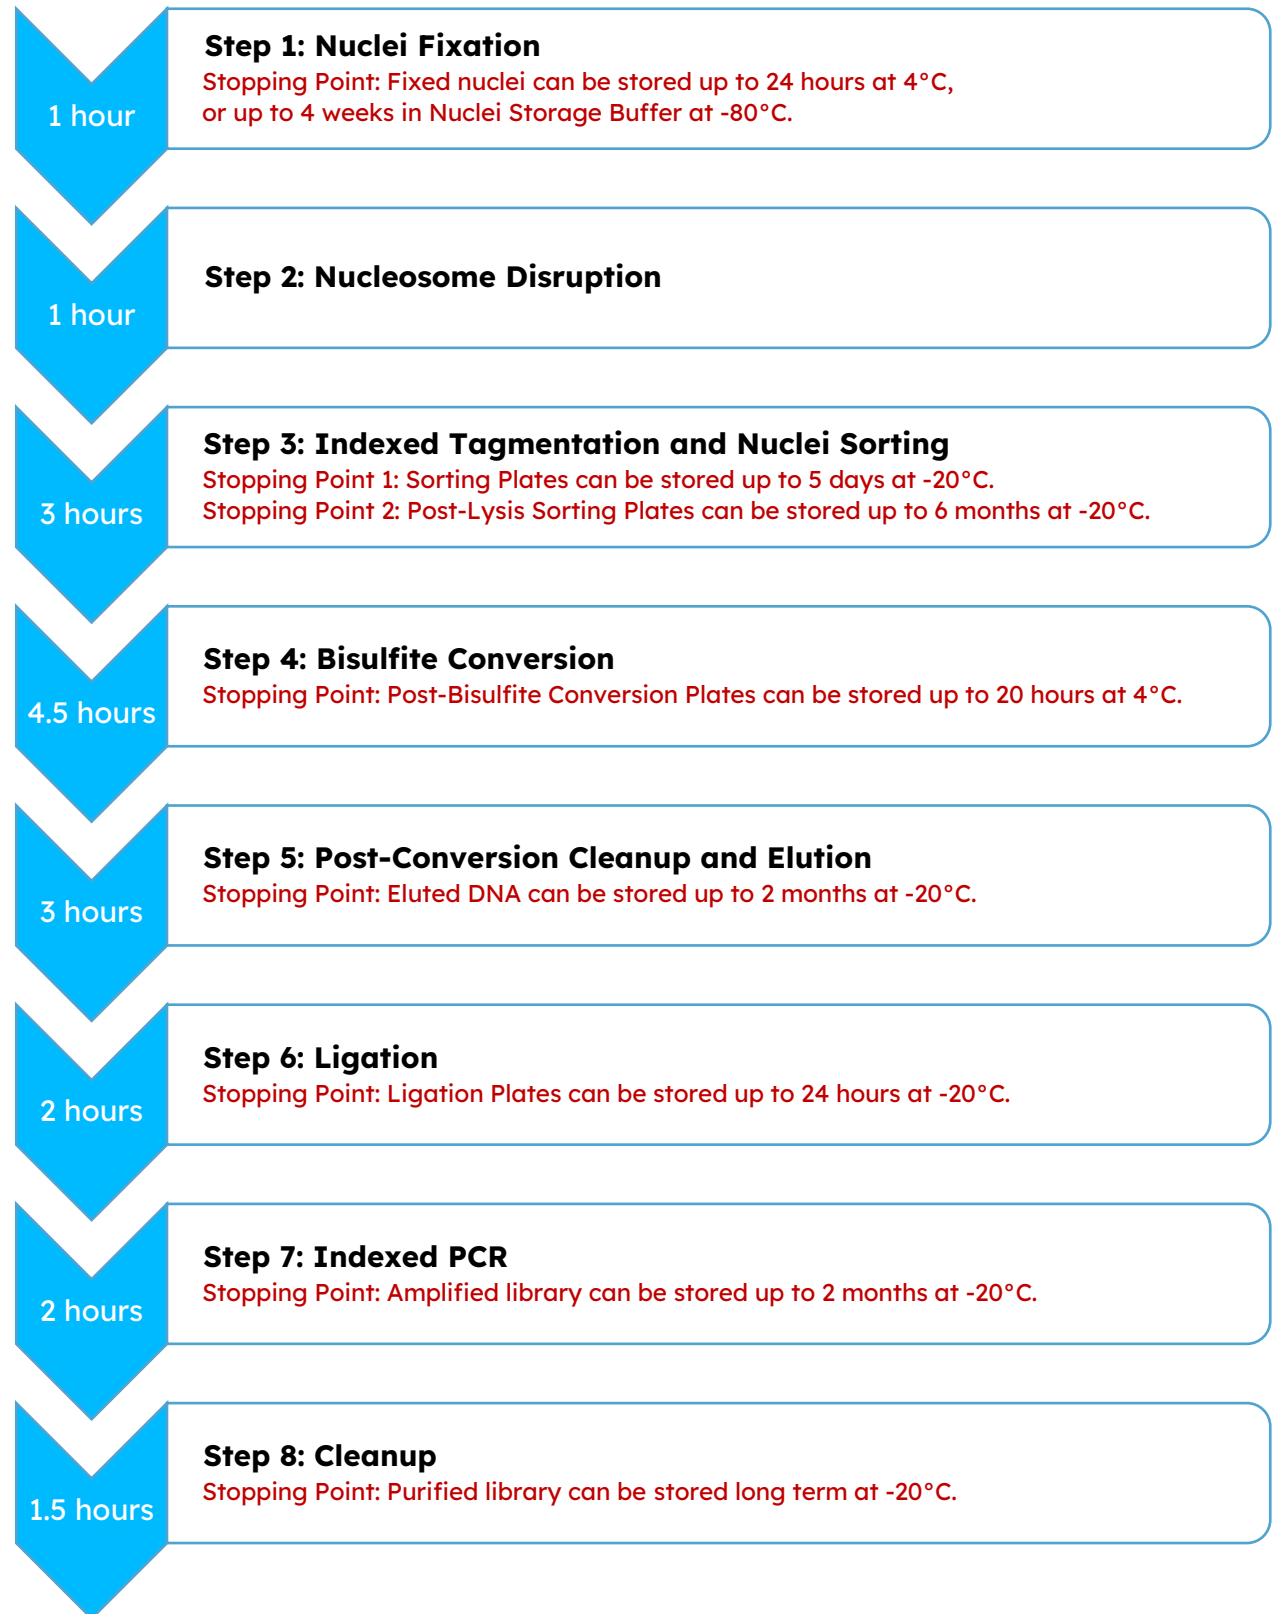 Step 1: Nuclei Fixation
Stopping Point: Fixed nuclei can be stored up to 24 hours at 4°C,
or up to 4 weeks in Nuclei Storage Buffer at -80°C.
1 hour
Step 2: Nucleosome Disruption
1 hour
Step 3: Indexed Tagmentation and Nuclei Sorting
Stopping Point 1: Sorting Plates can be stored up to 5 days at -20°C.
Stopping Point 2: Post-Lysis Sorting Plates can be stored up to 6 months at -20°C.
3 hours
Step 4: Bisulfite Conversion
Stopping Point: Post-Bisulfite Conversion Plates can be stored up to 20 hours at 4°C.
4.5 hours
Step 5: Post-Conversion Cleanup and Elution
Stopping Point: Eluted DNA can be stored up to 2 months at -20°C.
3 hours
Step 6: Ligation
Stopping Point: Ligation Plates can be stored up to 24 hours at -20°C.
2 hours
Step 7: Indexed PCR
Stopping Point: Amplified library can be stored up to 2 months at -20°C.
2 hours
Step 8: Cleanup
Stopping Point: Purified library can be stored long term at -20°C.
1.5 hours